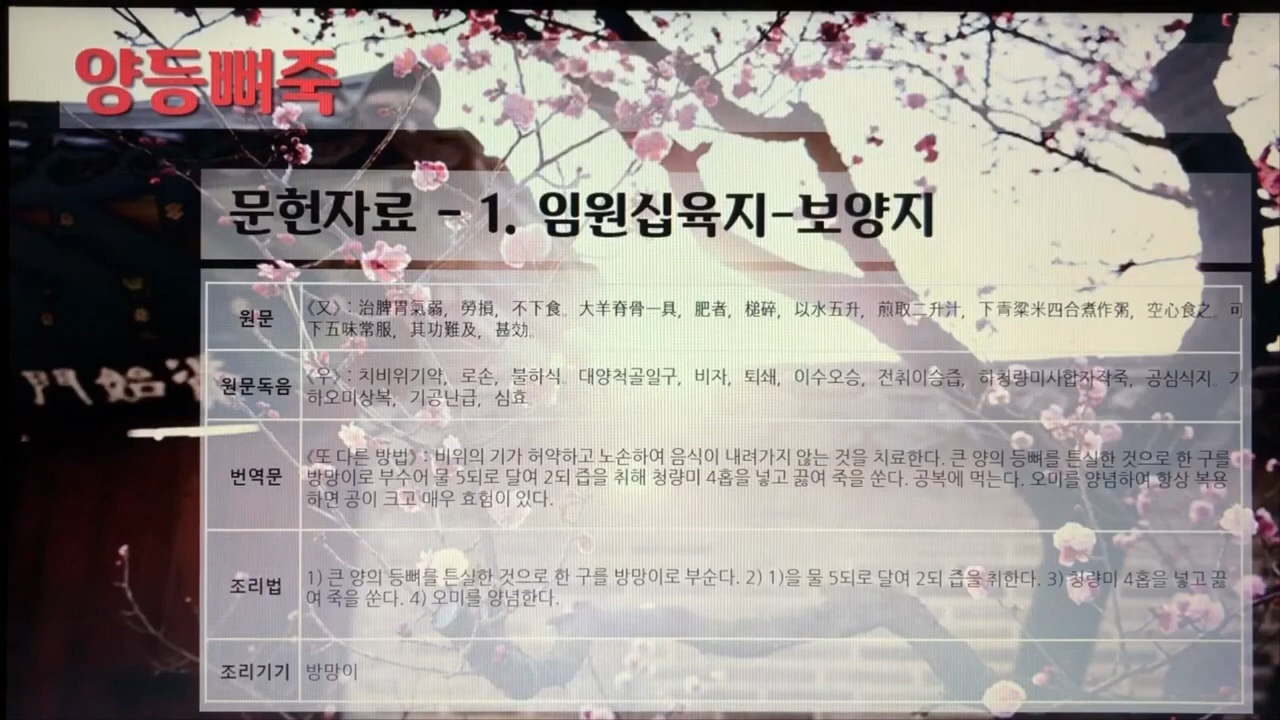 양등뼈죽
문헌자료 - 1. 임원십육지-보양지
원문
《又》: 治脾胃氣弱, 勞損, 不下食. 大羊脊骨一具, 肥者, 槌碎, 以水五升, 煎取二升汁, 下青粱米四合煮作粥, 空心食之. 可
下五味常服, 其功難及, 甚効.
원문독음
《우》: 치비위기약, 로손, 불하식. 대양척골일구, 비자, 퇴쇄, 이수오승, 전취이승즙, 하청량미사합자작죽, 공심식지. 가
하오미상복, 기공난급, 심효.
번역문
《또 다른 방법》: 비위의 기가 허약하고 노손하여 음식이 내려가지 않는 것을 치료한다. 큰 양의 등뼈를 튼실한 것으로 한 구를
방망이로 부수어 물 5되로 달여 2되 즙을 취해 청량미 4홉을 넣고 끓여 죽을 쑨다. 공복에 먹는다. 오미를 양념하여 항상 복용
하면 공이 크고 매우 효험이 있다.
조리법
1) 큰 양의 등뼈를 튼실한 것으로 한 구를 방망이로 부순다. 2) 1)을 물 5되로 달여 2되 즙을 취한다. 3) 청량미 4홉을 넣고 끓
여 죽을 쑨다. 4) 오미를 양념한다.
조리기기
방망이
門始